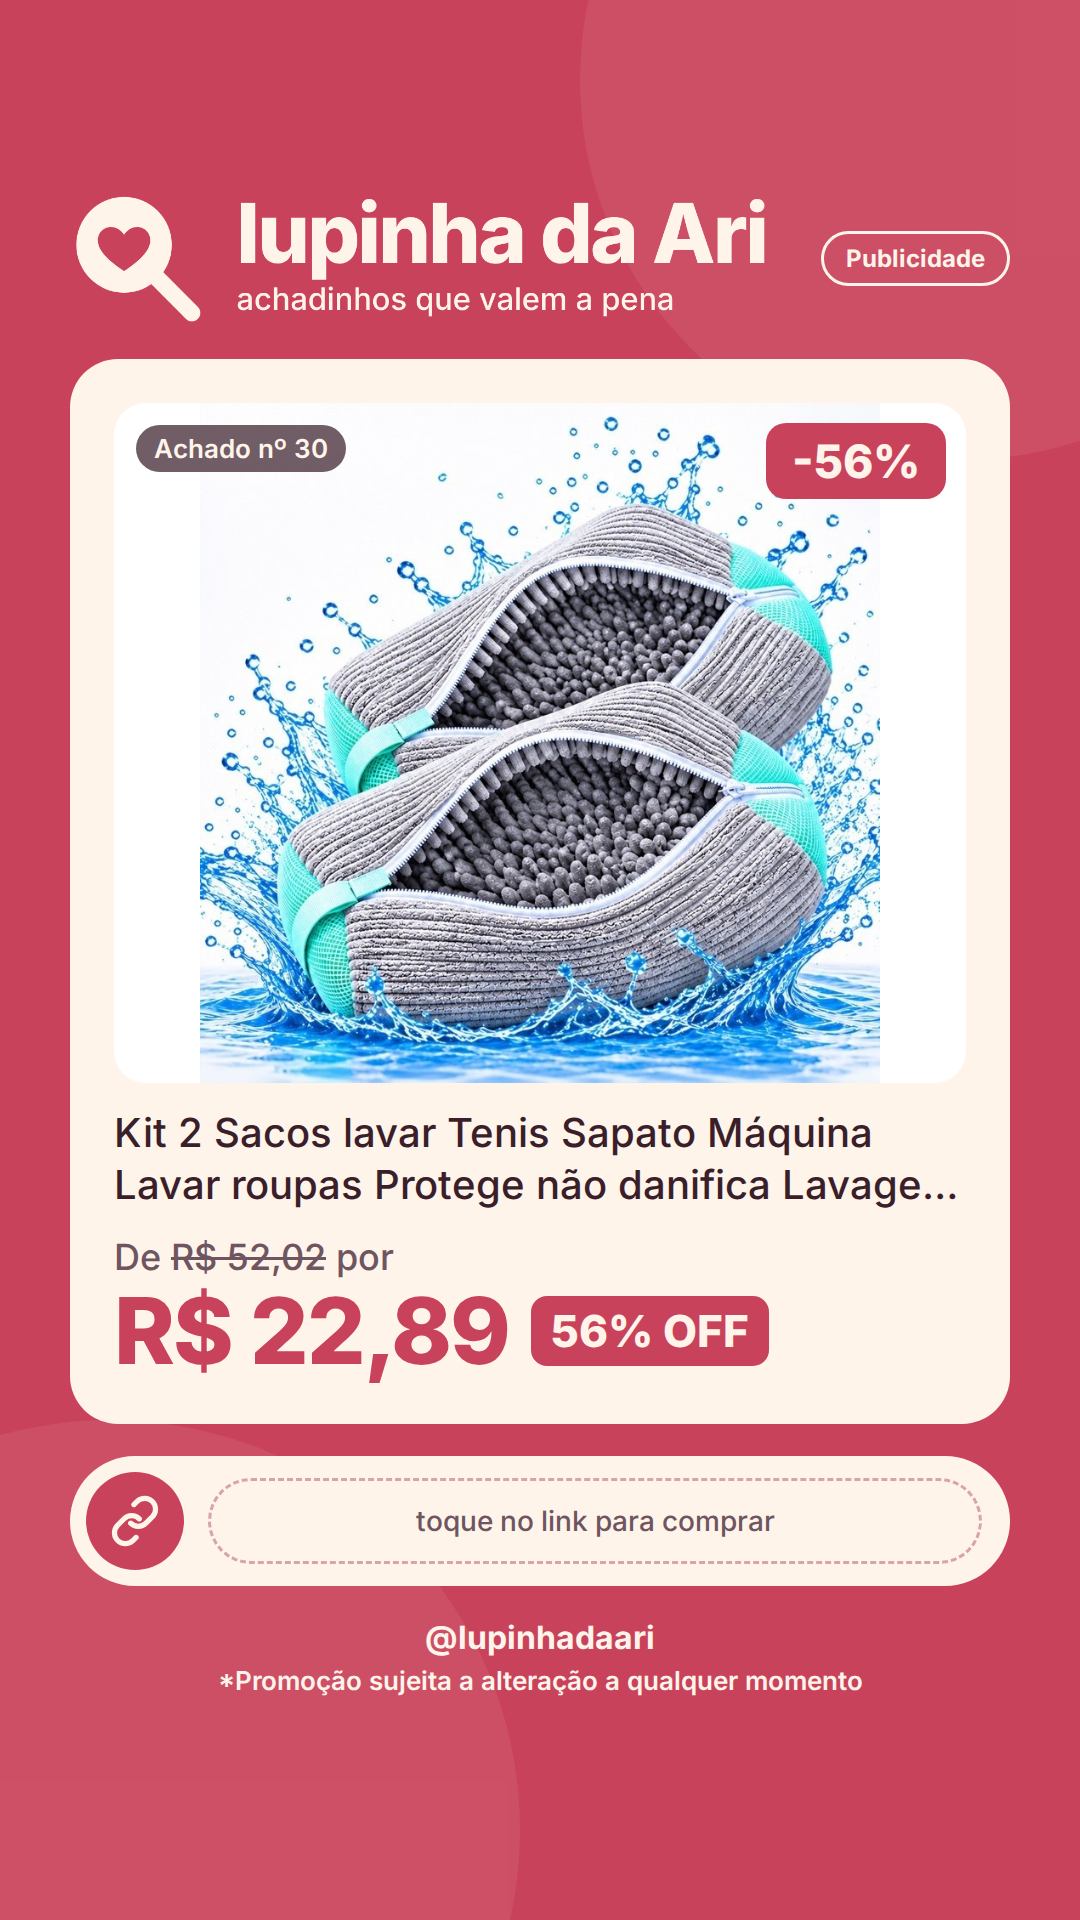 lupinha da Ari
achadinhos que valem a pena
Publicidade
Achado nº 30
-56%
Kit 2 Sacos lavar Tenis Sapato Máquina
Lavar roupas Protege não danifica Lavage...
De R$ 52,02 por
R$ 22,89
56% OFF
toque no link para comprar
@lupinhadaari
*Promoção sujeita a alteração a qualquer momento